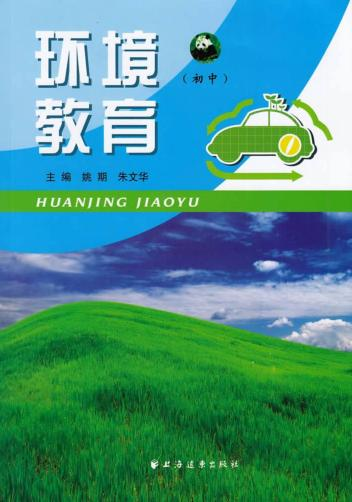 环境
教育
（初中）
主编 姚期 朱文华
HUANJING JIAOYU
上海远东出版社